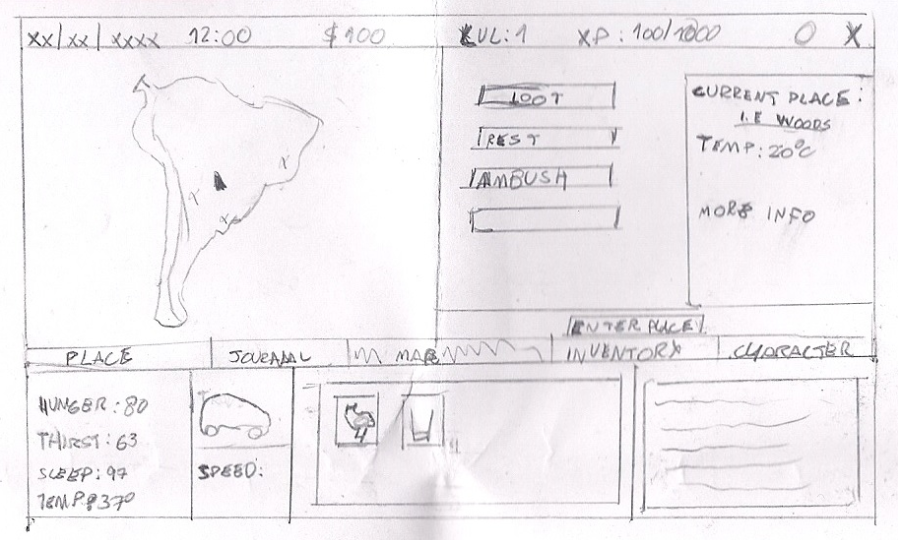 XX/XX/XXXX 12:00 $100 LVL:1 XP: 100/1000 O X
LOOT
REST
AMBUSH
CURRENT PLACE:
I.E WOODS
TEMP: 20°C
MORE INFO
ENTER PLACE
PLACE JOURNAL MAP INVENTORY CHARACTER
HUNGER: 80
THIRST: 63
SLEEP: 97
TEMP: 37°
SPEED:
4